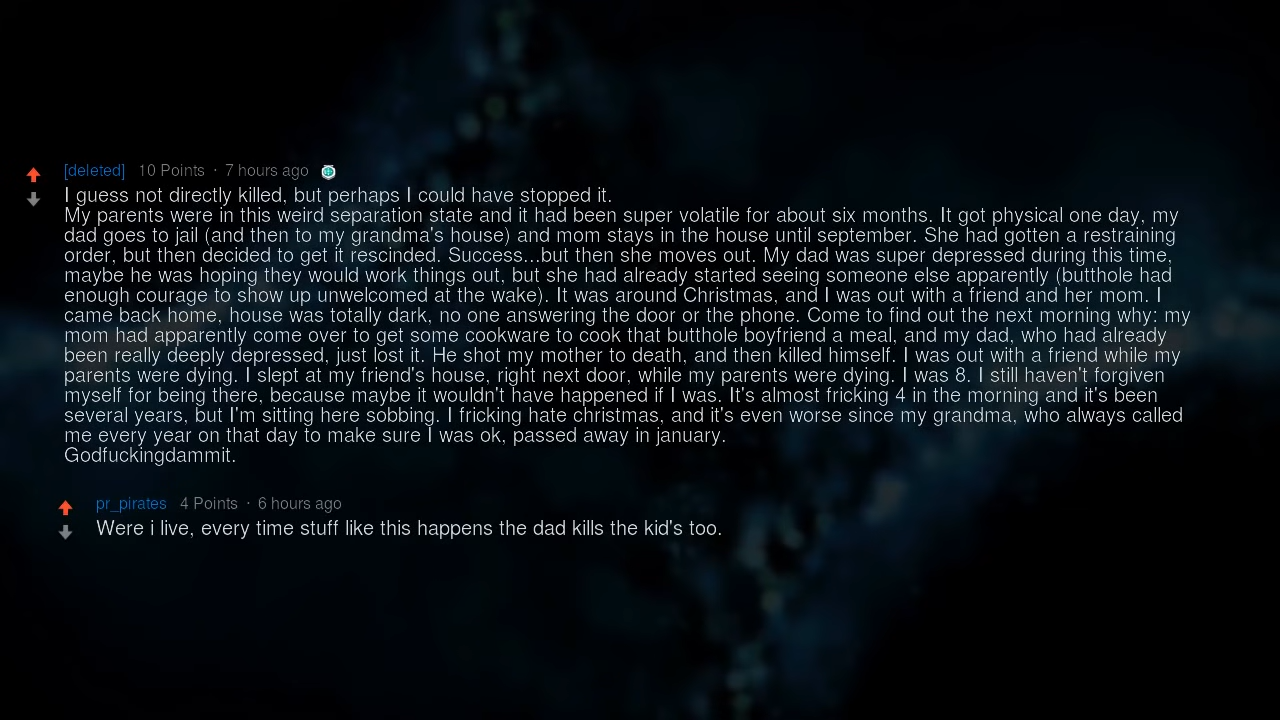 [deleted] 10 Points · 7 hours ago
I guess not directly killed, but perhaps I could have stopped it.
My parents were in this weird separation state and it had been super volatile for about six months. It got physical one day, my
dad goes to jail (and then to my grandma's house) and mom stays in the house until september. She had gotten a restraining
order, but then decided to get it rescinded. Success...but then she moves out. My dad was super depressed during this time,
maybe he was hoping they would work things out, but she had already started seeing someone else apparently (butthole had
enough courage to show up unwelcomed at the wake). It was around Christmas, and I was out with a friend and her mom. I
came back home, house was totally dark, no one answering the door or the phone. Come to find out the next morning why: my
mom had apparently come over to get some cookware to cook that butthole boyfriend a meal, and my dad, who had already
been really deeply depressed, just lost it. He shot my mother to death, and then killed himself. I was out with a friend while my
parents were dying. I slept at my friend's house, right next door, while my parents were dying. I was 8. I still haven't forgiven
myself for being there, because maybe it wouldn't have happened if I was. It's almost fricking 4 in the morning and it's been
several years, but I'm sitting here sobbing. I fricking hate christmas, and it's even worse since my grandma, who always called
me every year on that day to make sure I was ok, passed away in january.
Godfuckingdammit.
pr_pirates 4 Points · 6 hours ago
Were i live, every time stuff like this happens the dad kills the kid's too.